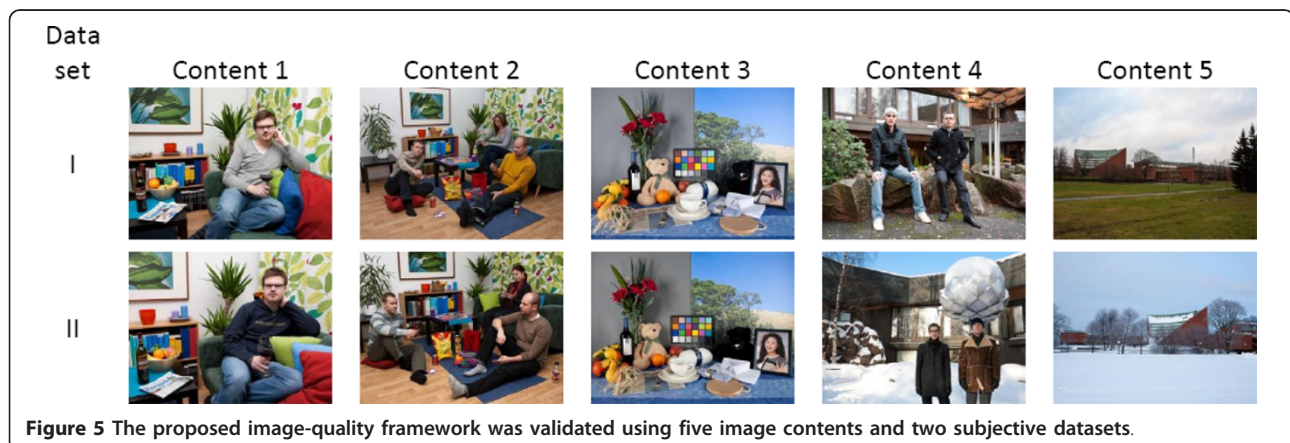 Data
set Content 1 Content 2 Content 3 Content 4 Content 5
I
II
Figure 5 The proposed image-quality framework was validated using five image contents and two subjective datasets.